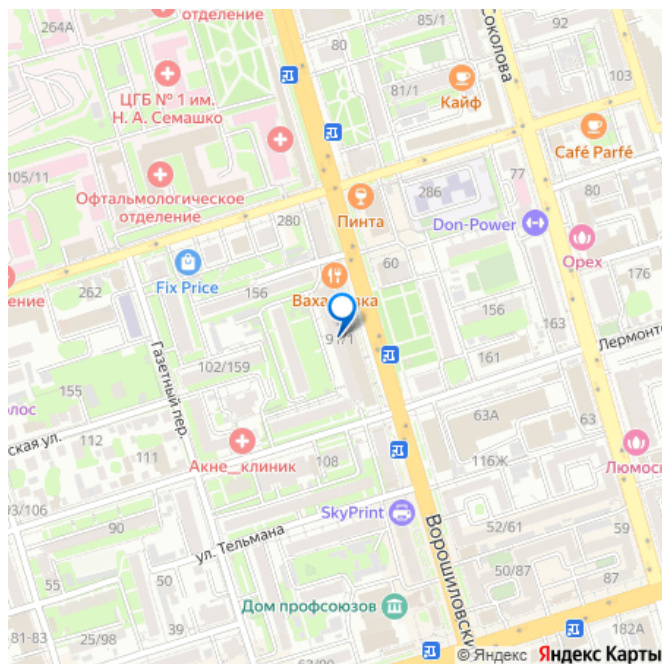 отделение
264А
80
85/1
Соколова
92
ЦГБ № 1 им.
Н. А. Семашко
81/1
Кайф
103
Café Parfé
105/11
Офтальмологическое
отделение
280
Пинта
286
77
80
Don-Power
Орех
ение
262
Fix Price
156
60
176
156
163
Лермонт
161
Газетный пер.
102/159
155
олос
ская ул.
112
111
Акне_клиник
108
63А
63
116Ж
Люмос
93/106
90
SkyPrint
Ворошиловски
52/61
59
ул. Тельмана
50
50/87
87
55
Дом профсоюзов
39
81-83
25/98
182А
© Яндекс Яндекс Карты